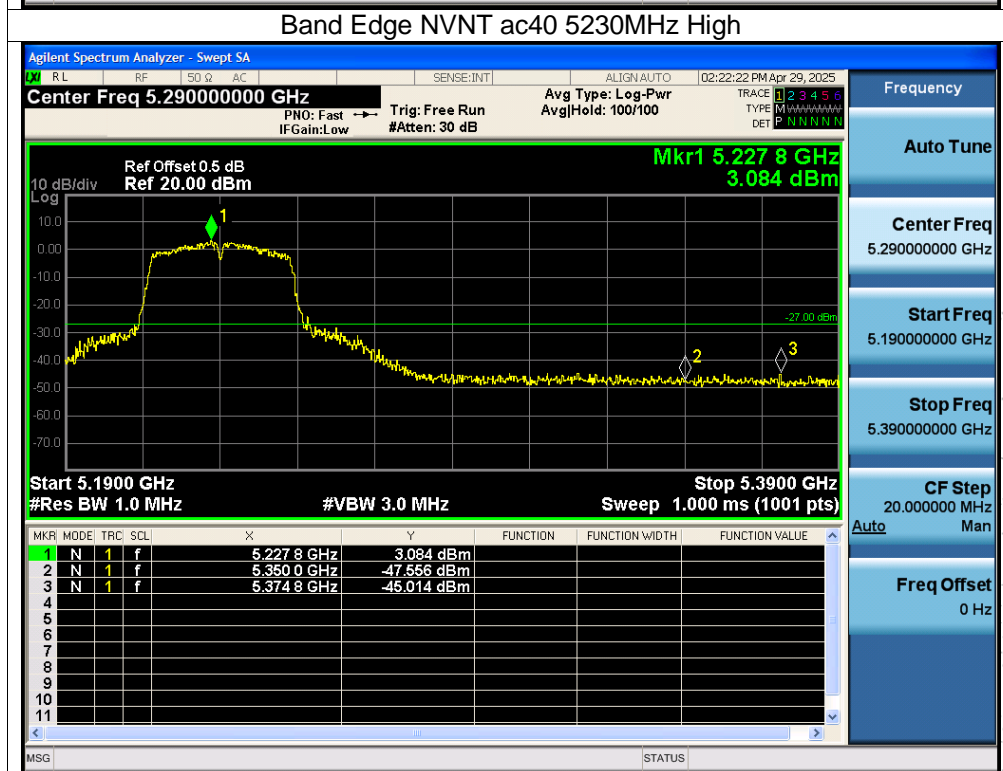 Band Edge NVNT ac40 5230MHz High
Agilent Spectrum Analyzer - Swept SA
LXI RL RF 50 Ω AC SENSE:INT ALIGN AUTO 02:22:22 PM Apr 29, 2025
Center Freq 5.290000000 GHz
PNO: Fast
IFGain:Low
Trig: Free Run
#Atten: 30 dB
Avg Type: Log-Pwr
Avg|Hold: 100/100
TRACE 1 2 3 4 5 6
TYPE M
DET P N N N N N
Ref Offset 0.5 dB
Ref 20.00 dBm
10 dB/div
Log
Mkr1 5.227 8 GHz
3.084 dBm
10.0
0.00
-10.0
-20.0
-30.0
-40.0
-50.0
-60.0
-70.0
1
-27.00 dBm
2
3
Start 5.1900 GHz
Stop 5.3900 GHz
#Res BW 1.0 MHz
#VBW 3.0 MHz
Sweep 1.000 ms (1001 pts)
MKR MODE TRC SCL X Y FUNCTION FUNCTION WIDTH FUNCTION VALUE
1 N 1 f 5.227 8 GHz 3.084 dBm
2 N 1 f 5.350 0 GHz -47.556 dBm
3 N 1 f 5.374 8 GHz -45.014 dBm
4
5
6
7
8
9
10
11
MSG
STATUS
Frequency
Auto Tune
Center Freq
5.290000000 GHz
Start Freq
5.190000000 GHz
Stop Freq
5.390000000 GHz
CF Step
20.000000 MHz
Auto Man
Freq Offset
0 Hz